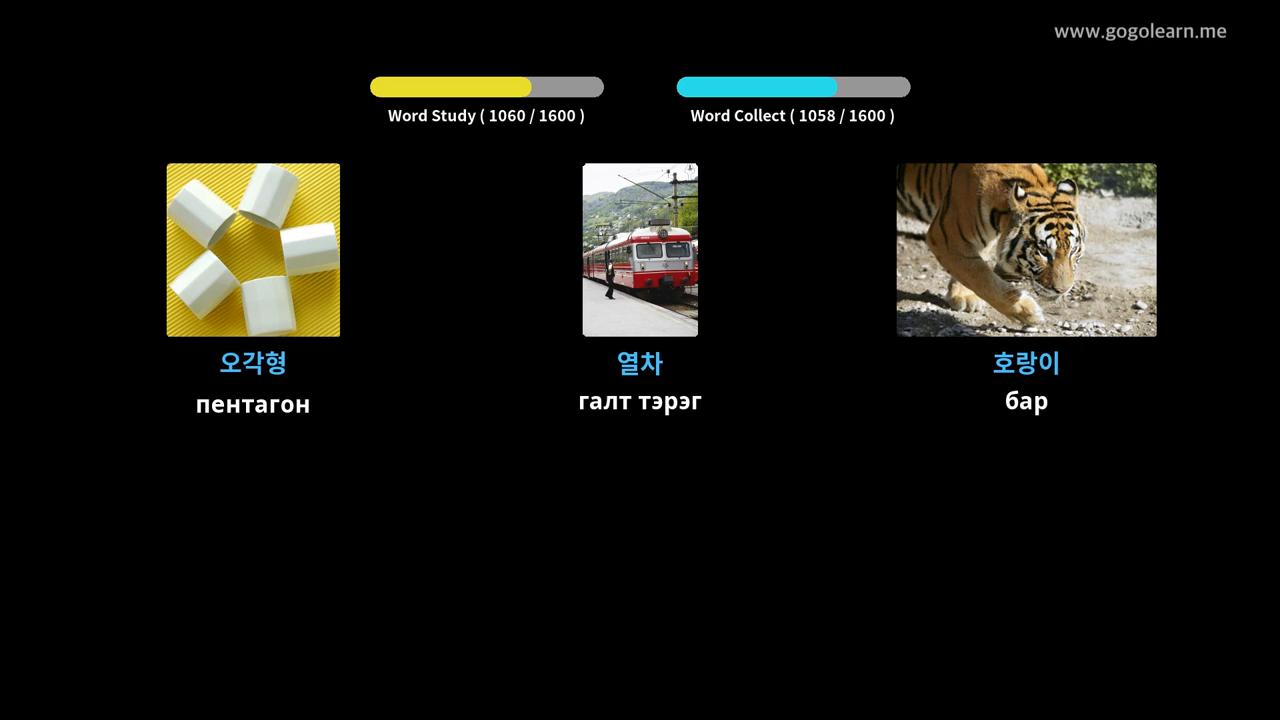 www.gogolearn.me
Word Study ( 1060 / 1600 )
Word Collect ( 1058 / 1600 )
오각형
열차
호랑이
пентагон
галт тэрэг
бар